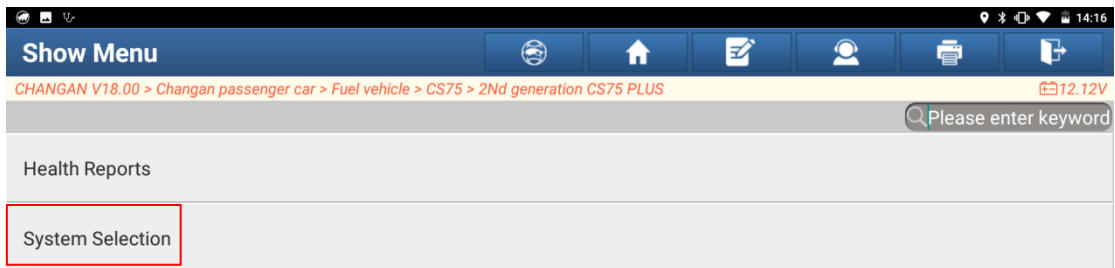 14:16
Show Menu
CHANGAN V18.00 > Changan passenger car > Fuel vehicle > CS75 > 2Nd generation CS75 PLUS 12.12V
Please enter keyword
Health Reports
System Selection